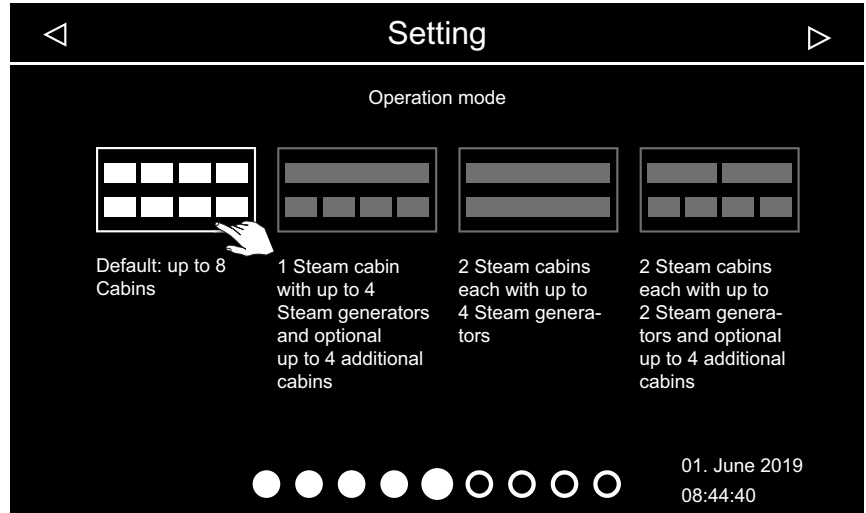 Setting
Operation mode
Default: up to 8
Cabins
1 Steam cabin
with up to 4
Steam generators
and optional
up to 4 additional
cabins
2 Steam cabins
each with up to
4 Steam genera-
tors
2 Steam cabins
each with up to
2 Steam genera-
tors and optional
up to 4 additional
cabins
01. June 2019
08:44:40